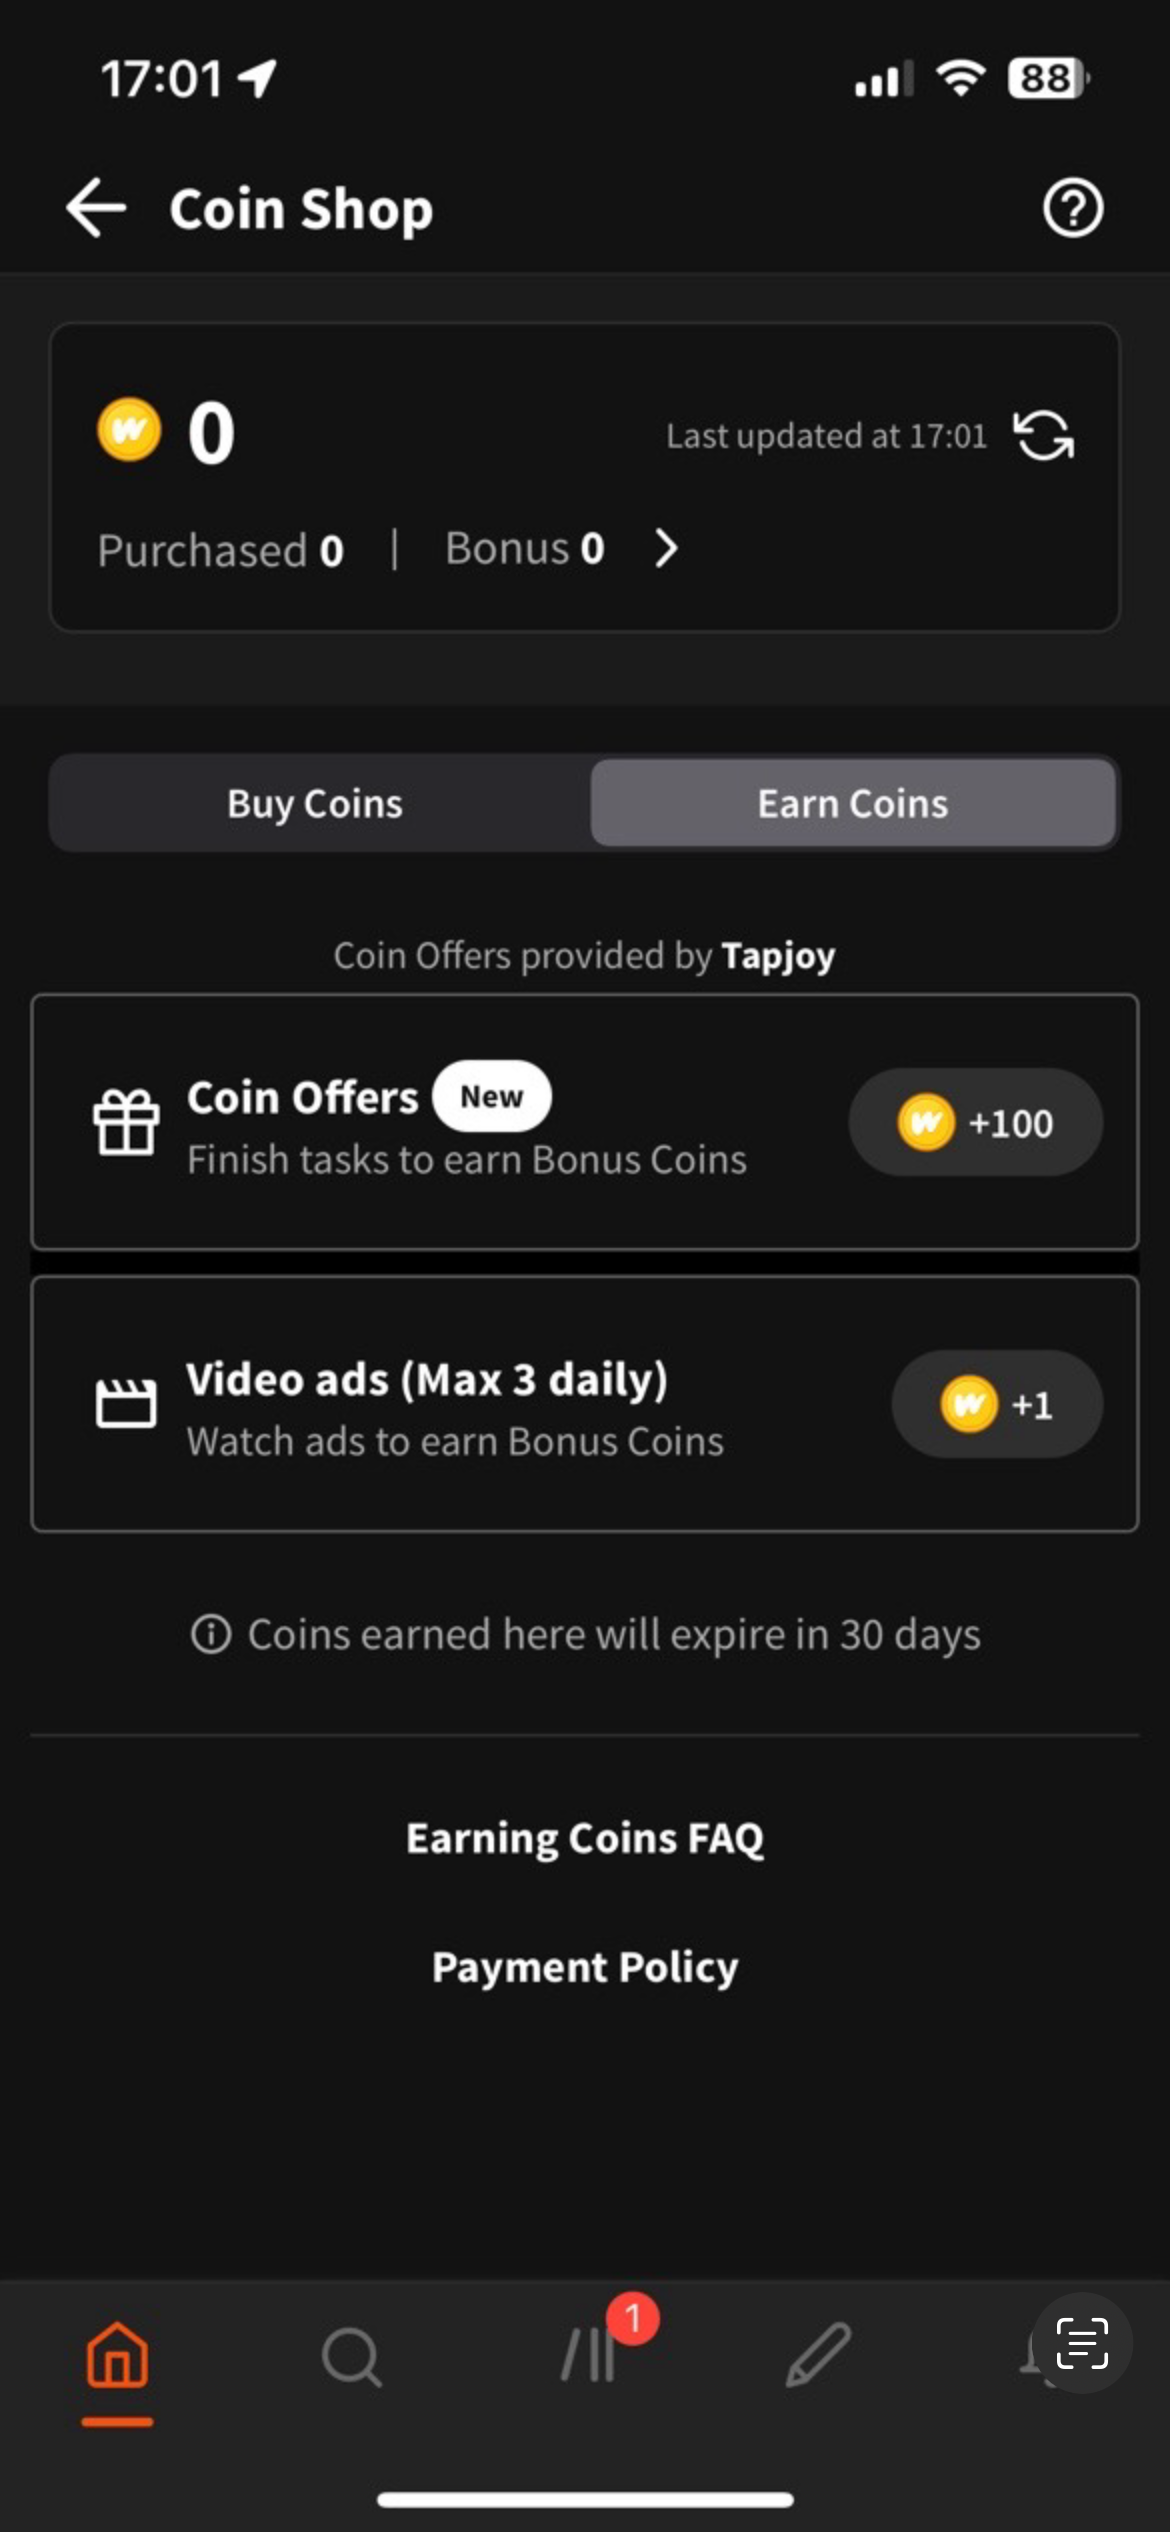 17:01
88
Coin Shop
0
Last updated at 17:01
Purchased 0 | Bonus 0
Buy Coins
Earn Coins
Coin Offers provided by Tapjoy
Coin Offers New
+100
Finish tasks to earn Bonus Coins
Video ads (Max 3 daily)
+1
Watch ads to earn Bonus Coins
Coins earned here will expire in 30 days
Earning Coins FAQ
Payment Policy
1